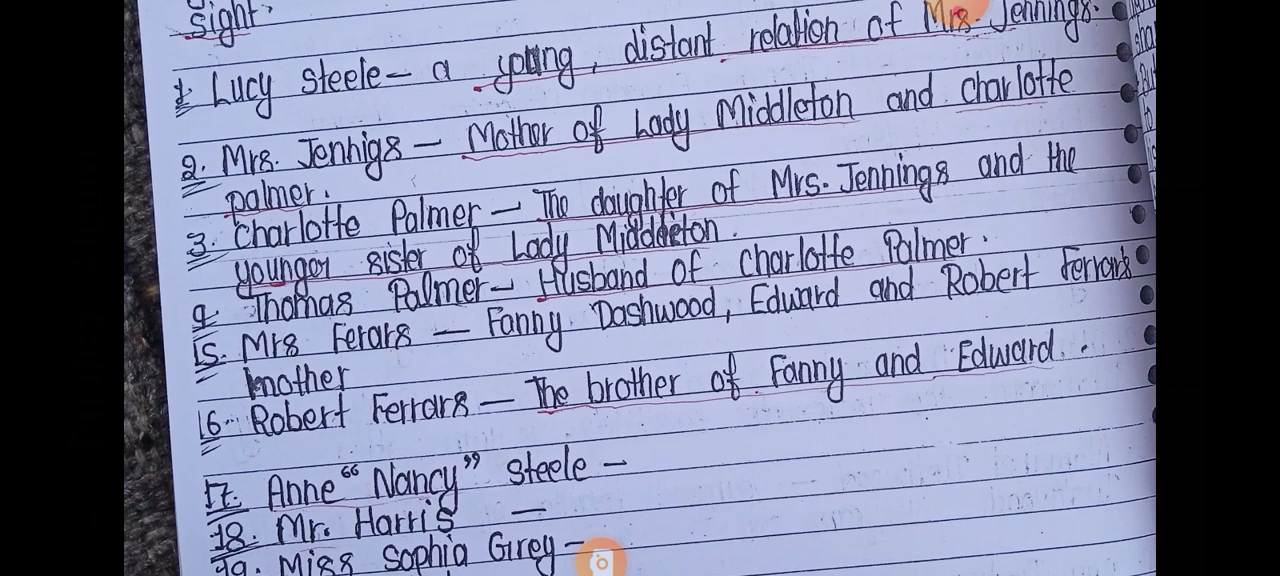 sight.
1. Lucy Steele - a young, distant relation of Mrs. Jennings.
2. Mrs. Jennigs - Mother of Lady Middleton and charlotte
palmer.
3. Charlotte Palmer - The daughter of Mrs. Jennings and the
younger sister of Lady Middleton.
Thomas Palmer - Husband of charlotte Palmer.
15. Mrs Ferars - Fanny Dashwood, Edward and Robert Ferrars
mother
16. Robert Ferrars - The brother of Fanny and Edward.
17. Anne "Nancy" Steele -
18. Mr. Harris -
19. Miss Sophia Grey -